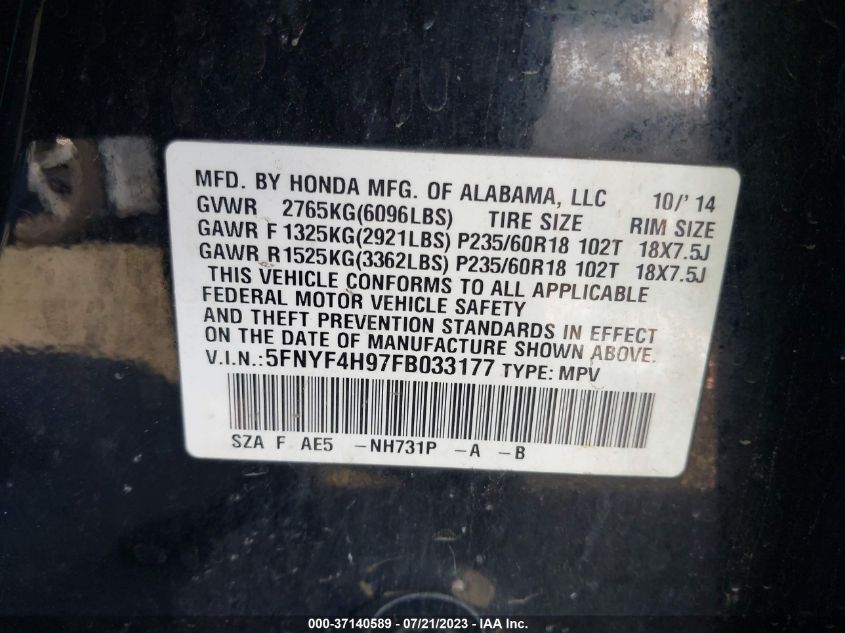 MFD. BY HONDA MFG. OF ALABAMA, LLC 10/'14
GVWR 2765KG(6096LBS) TIRE SIZE RIM SIZE
GAWR F 1325KG(2921LBS) P235/60R18 102T 18X7.5J
GAWR R 1525KG(3362LBS) P235/60R18 102T 18X7.5J
THIS VEHICLE CONFORMS TO ALL APPLICABLE
FEDERAL MOTOR VEHICLE SAFETY
AND THEFT PREVENTION STANDARDS IN EFFECT
ON THE DATE OF MANUFACTURE SHOWN ABOVE.
V.I.N.:5FNYF4H97FB033177 TYPE: MPV
SZA F AE5 -NH731P -A -B
000-37140589 - 07/21/2023 - IAA Inc.